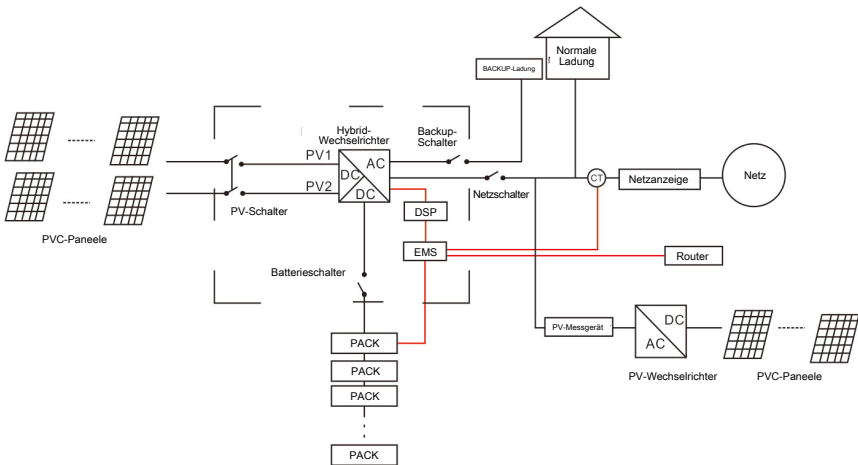 BACKUP-Ladung
Normale
Ladung
Hybrid-
Wechselrichter
Backup-
Schalter
PV1
PV2
AC
DC
DC
PV-Schalter
PVC-Paneele
Netzschalter
CT
Netzanzeige
Netz
DSP
EMS
Router
Batterieschalter
PACK
PACK
PACK
PACK
PV-Messgerät
DC
AC
PV-Wechselrichter
PVC-Paneele